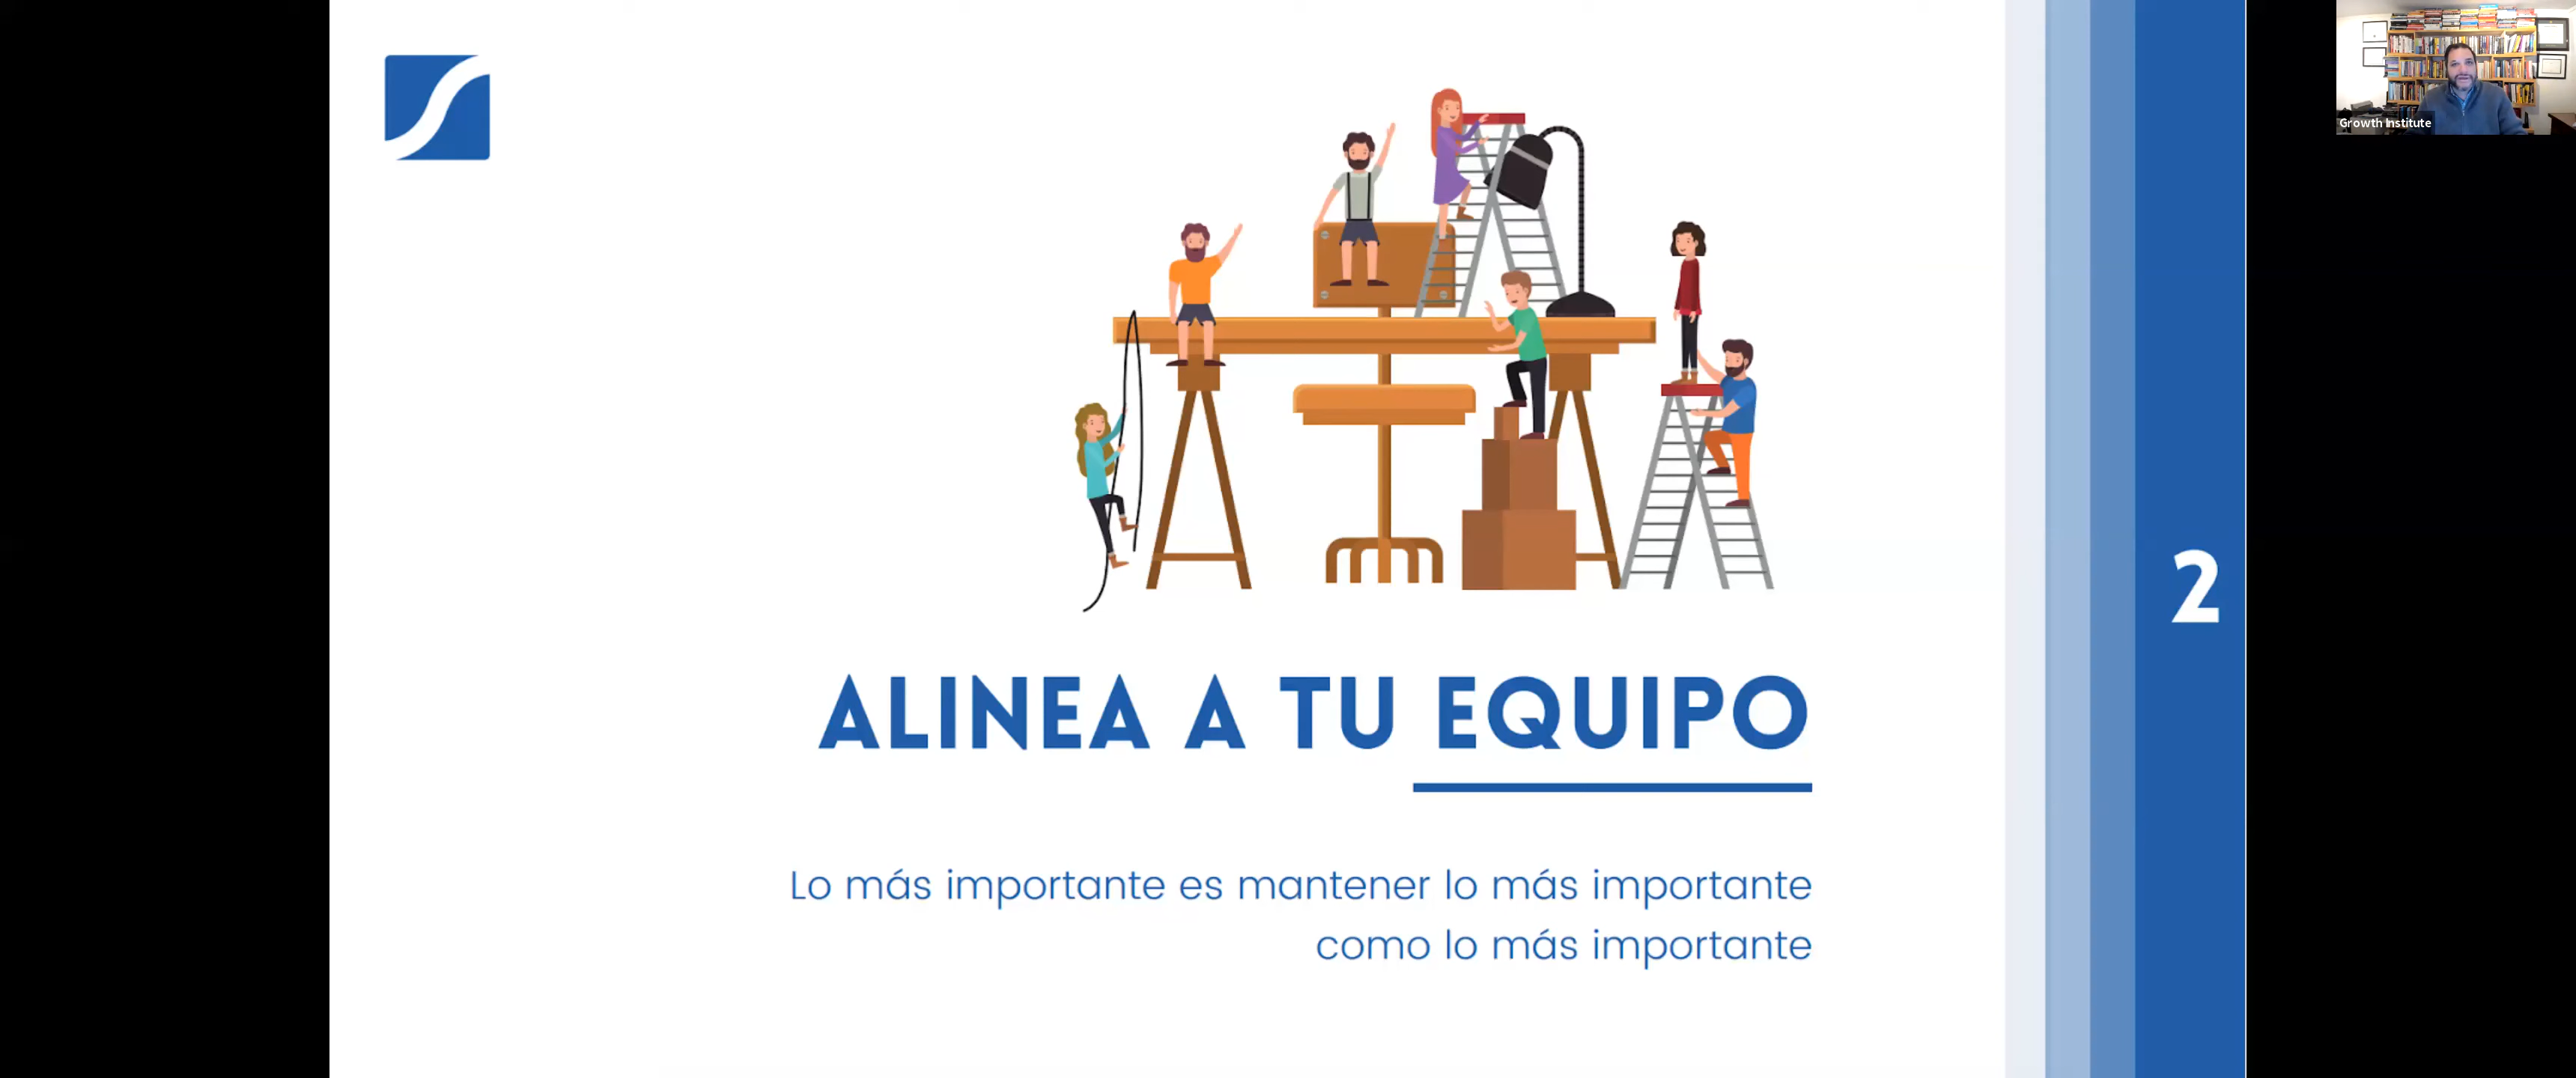 Growth Institute
2
ALINEA A TU EQUIPO
Lo más importante es mantener lo más importante
como lo más importante